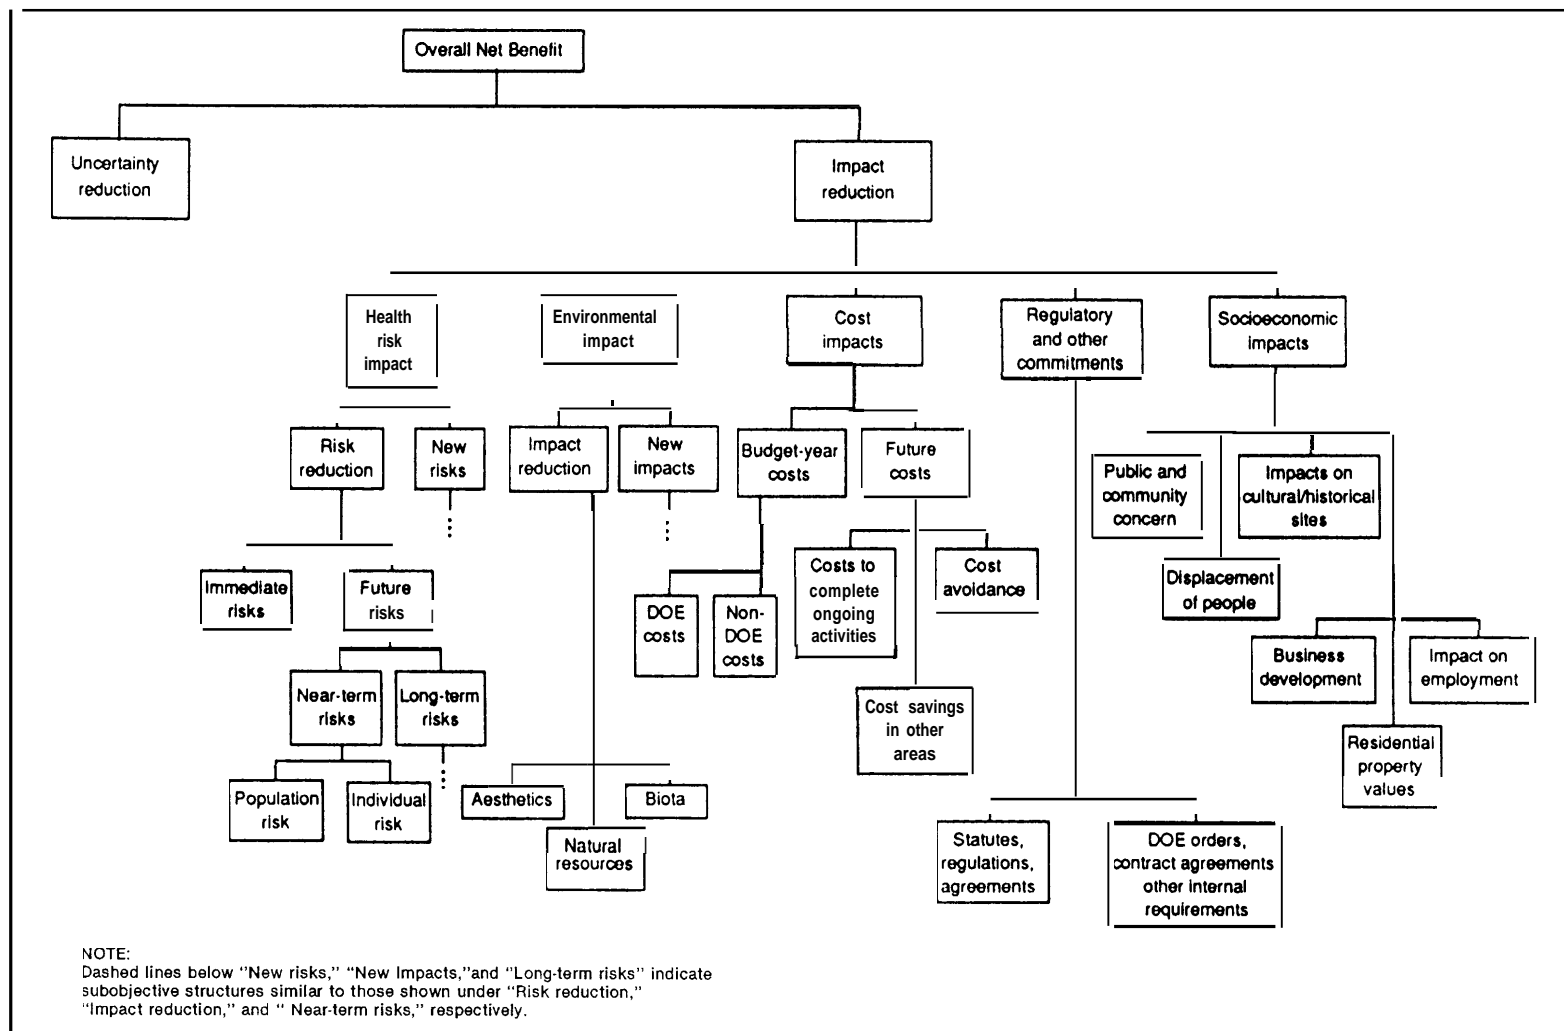 Overall Net Benefit
Uncertainty
reduction
Impact
reduction
Health
risk
impact
Environmental
impact
Cost
impacts
Regulatory
and other
commitments
Socioeconomic
impacts
Risk
reduction
New
risks
Impact
reduction
New
impacts
Budget-year
costs
Future
costs
Public and
community
concern
Impacts on
cultural/historical
sites
Immediate
risks
Future
risks
DOE
costs
Non-
DOE
costs
Costs to
complete
ongoing
activities
Cost
avoidance
Displacement
of people
Near-term
risks
Long-term
risks
Cost savings
in other
areas
Business
development
Impact on
employment
Residential
property
values
Population
risk
Individual
risk
Aesthetics
Biota
Natural
resources
Statutes,
regulations,
agreements
DOE orders,
contract agreements
other internal
requirements
NOTE:
Dashed lines below "New risks," "New Impacts,"and "Long-term risks" indicate
subobjective structures similar to those shown under "Risk reduction,"
"Impact reduction," and " Near-term risks," respectively.